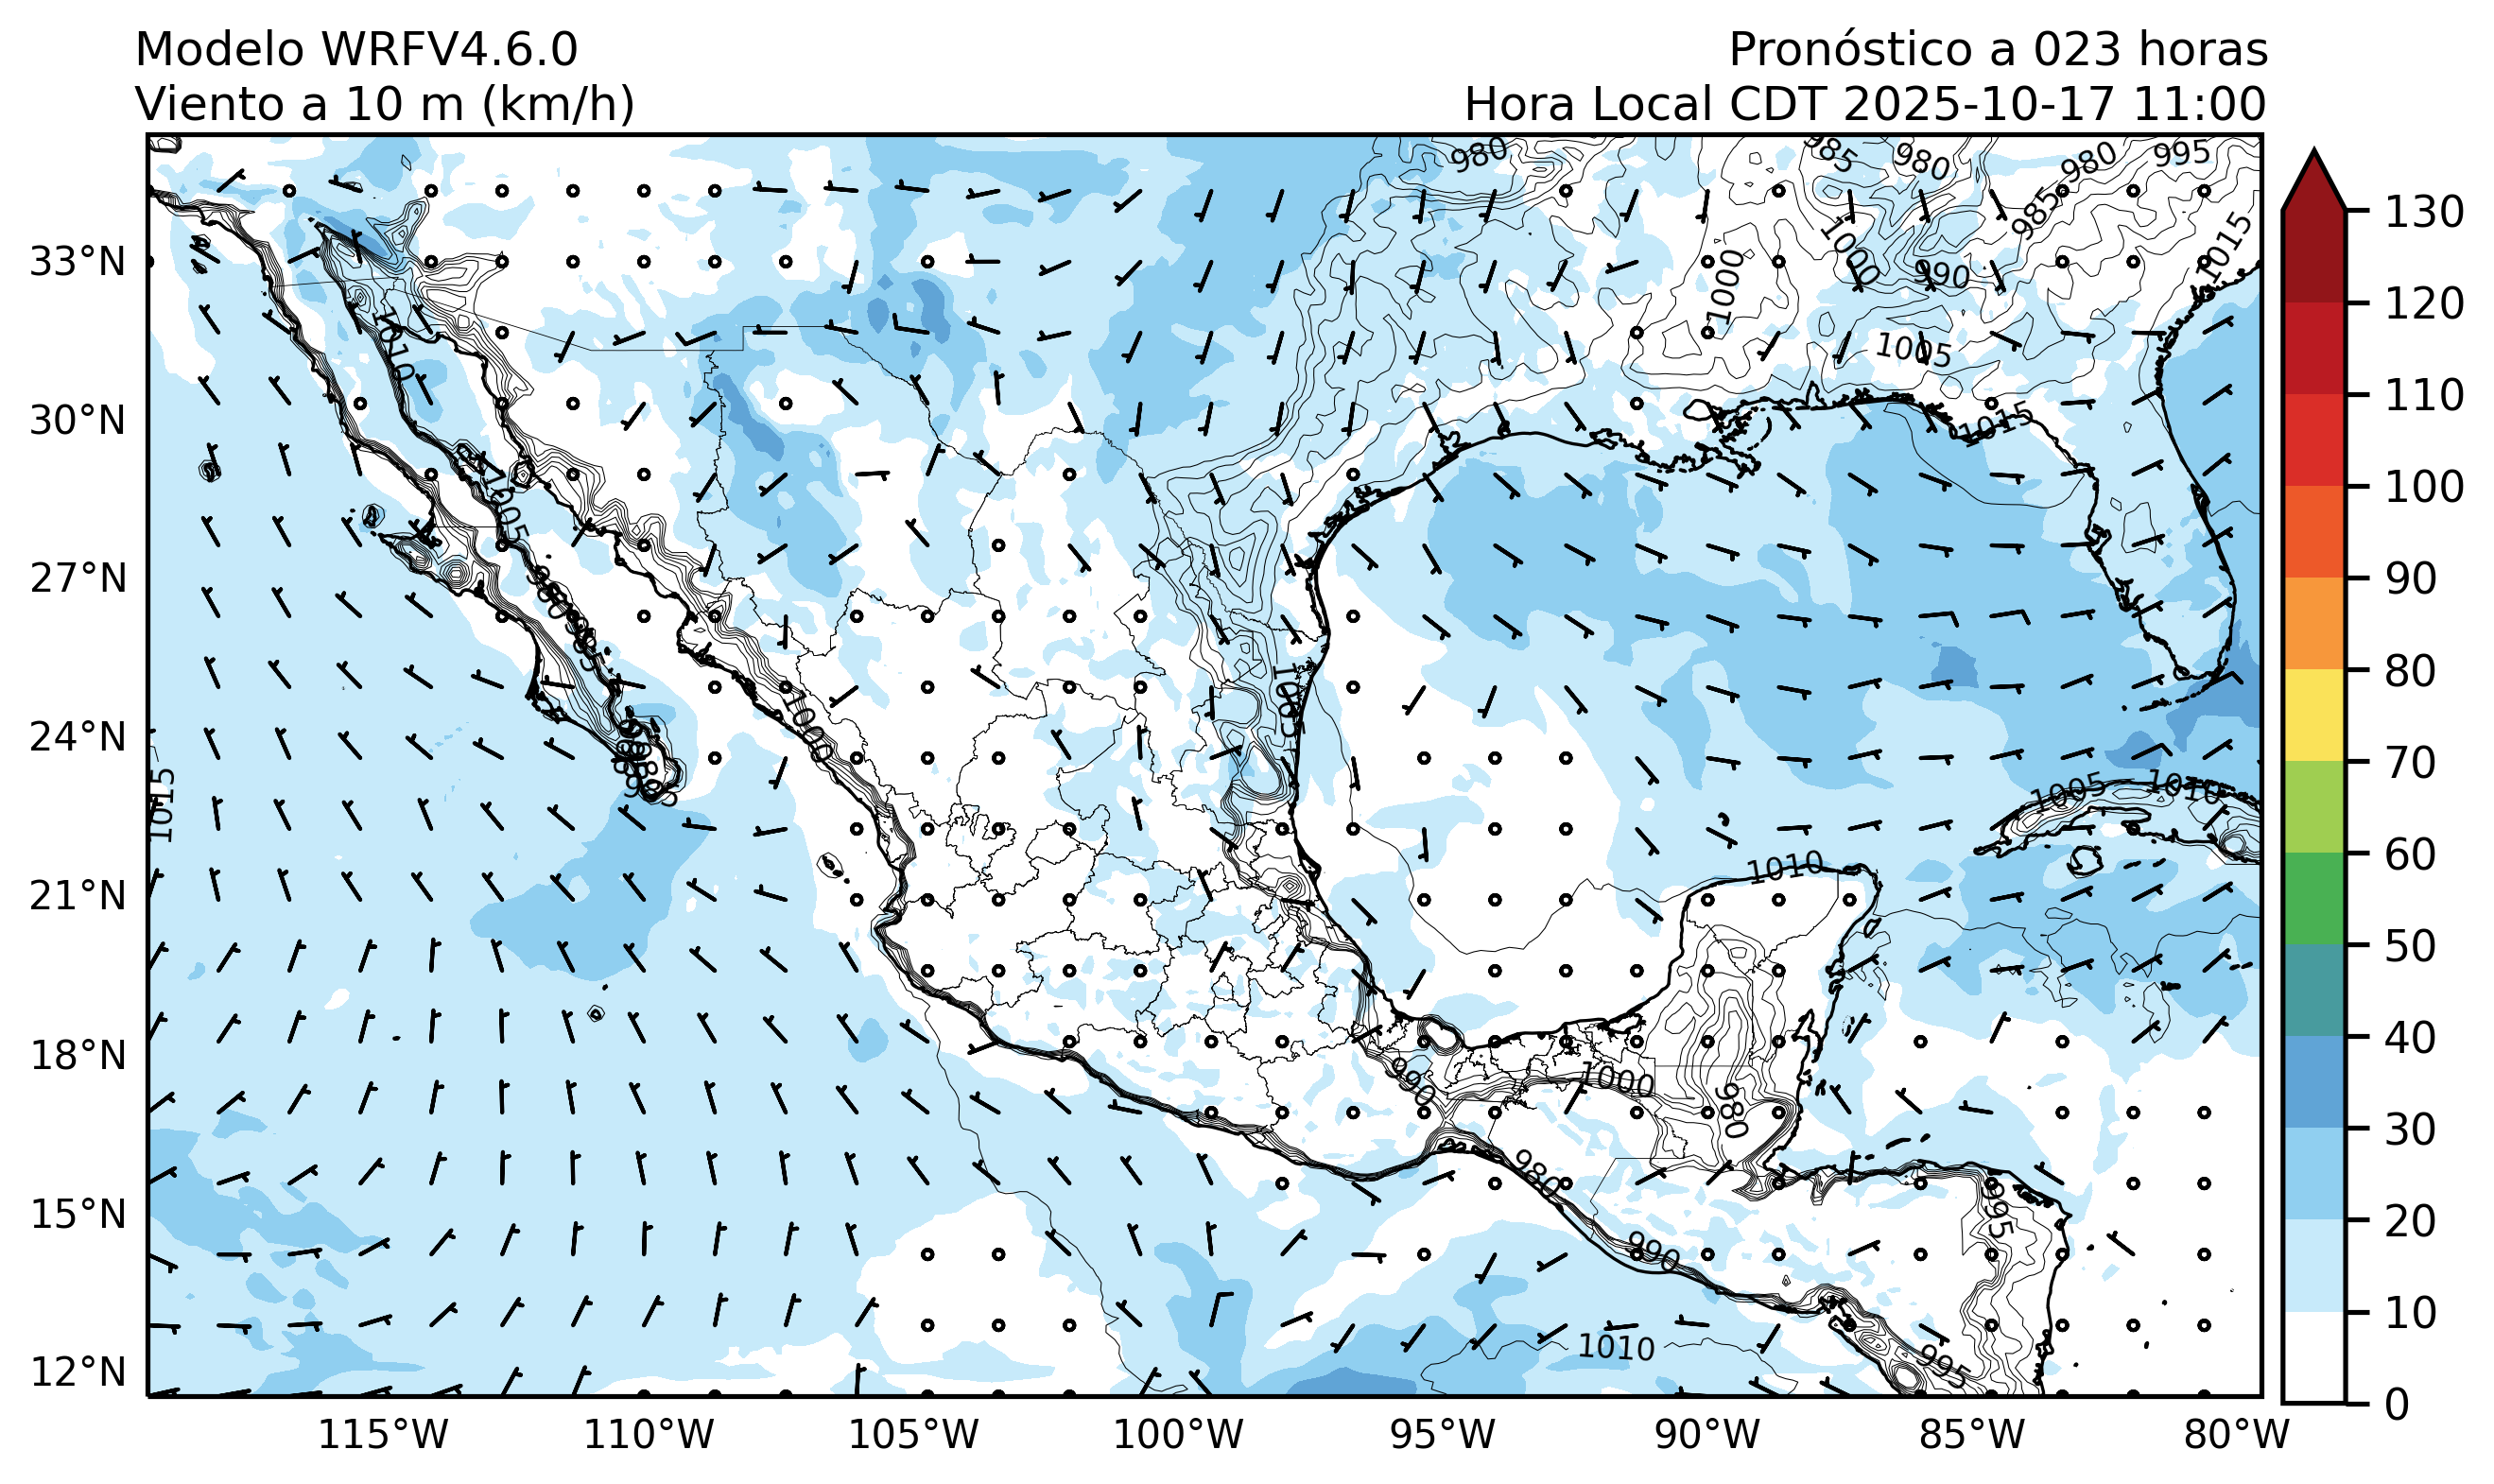 Modelo WRFV4.6.0
Viento a 10 m (km/h)
Pronóstico a 023 horas
Hora Local CDT 2025-10-17 11:00
980
985
980
980
995
985
1015
1000
1000
990
1005
1010
1015
1005
1005
1000
1015
1005
1010
1010
990
1000
980
980
995
990
1010
995
33°N
30°N
27°N
24°N
21°N
18°N
15°N
12°N
115°W
110°W
105°W
100°W
95°W
90°W
85°W
80°W
130
120
110
100
90
80
70
60
50
40
30
20
10
0